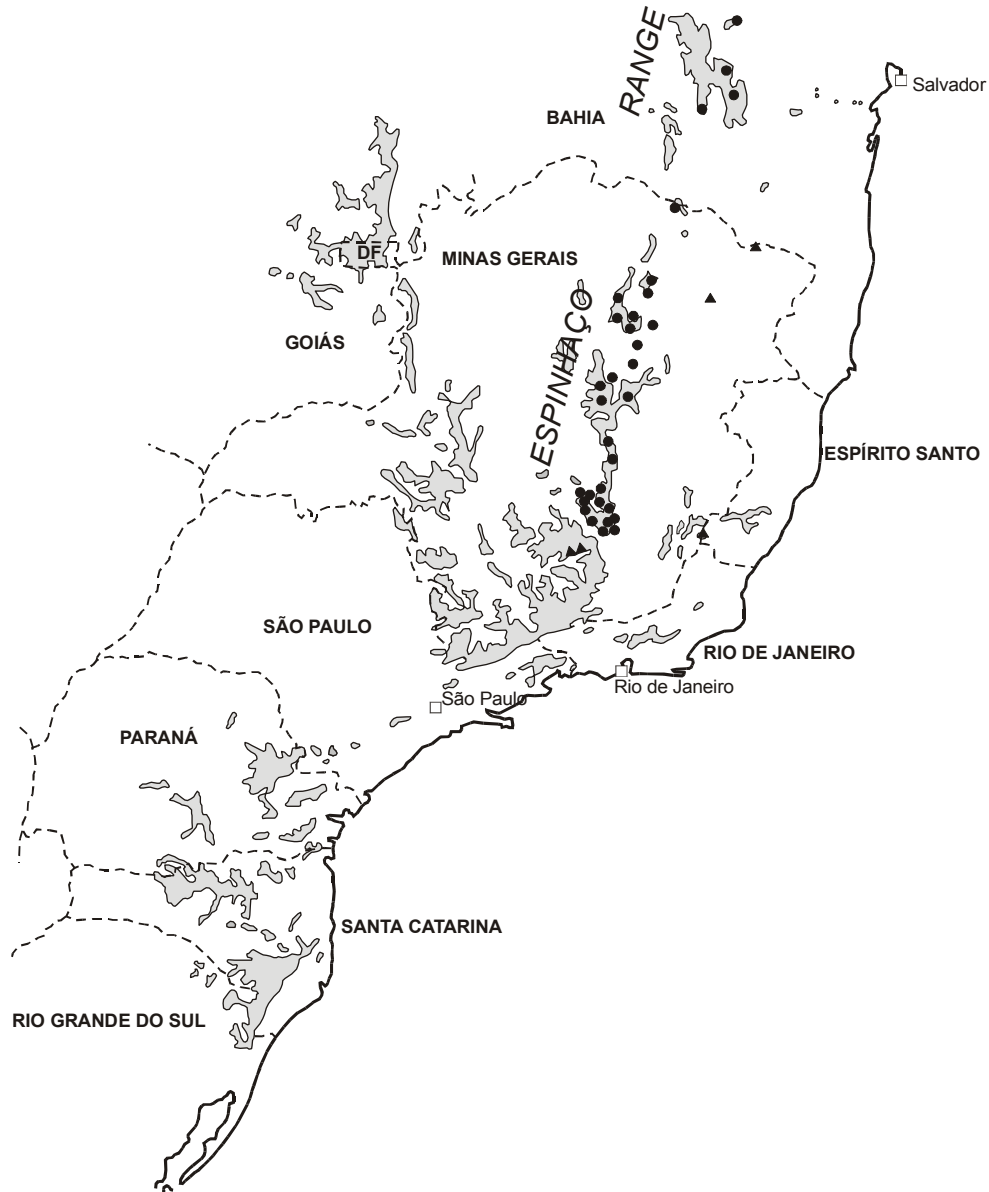 RANGE
Salvador
BAHIA
DF
MINAS GERAIS
ESPINHAÇO
GOIÁS
ESPÍRITO SANTO
SÃO PAULO
RIO DE JANEIRO
Rio de Janeiro
São Paulo
PARANÁ
SANTA CATARINA
RIO GRANDE DO SUL